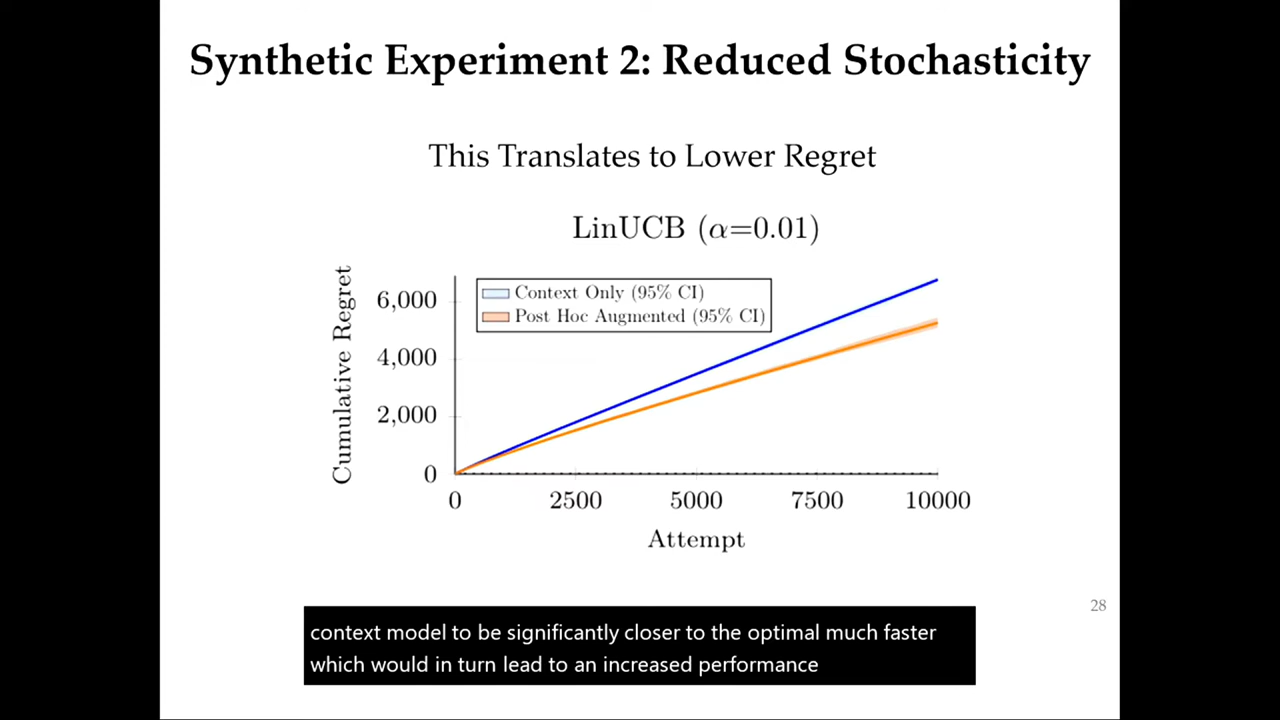 Synthetic Experiment 2: Reduced Stochasticity
This Translates to Lower Regret
LinUCB (α=0.01)
Cumulative Regret
6,000
4,000
2,000
0
Context Only (95% CI)
Post Hoc Augmented (95% CI)
0 2500 5000 7500 10000
Attempt
28
context model to be significantly closer to the optimal much faster
which would in turn lead to an increased performance